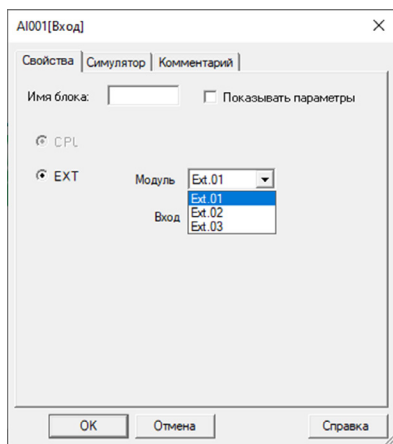 AI001[Вход]
Свойства Симулятор Комментарий
Имя блока: Показывать параметры
CPU
EXT Модуль Ext.01
Ext.01
Вход Ext.02
Ext.03
OK Отмена Справка